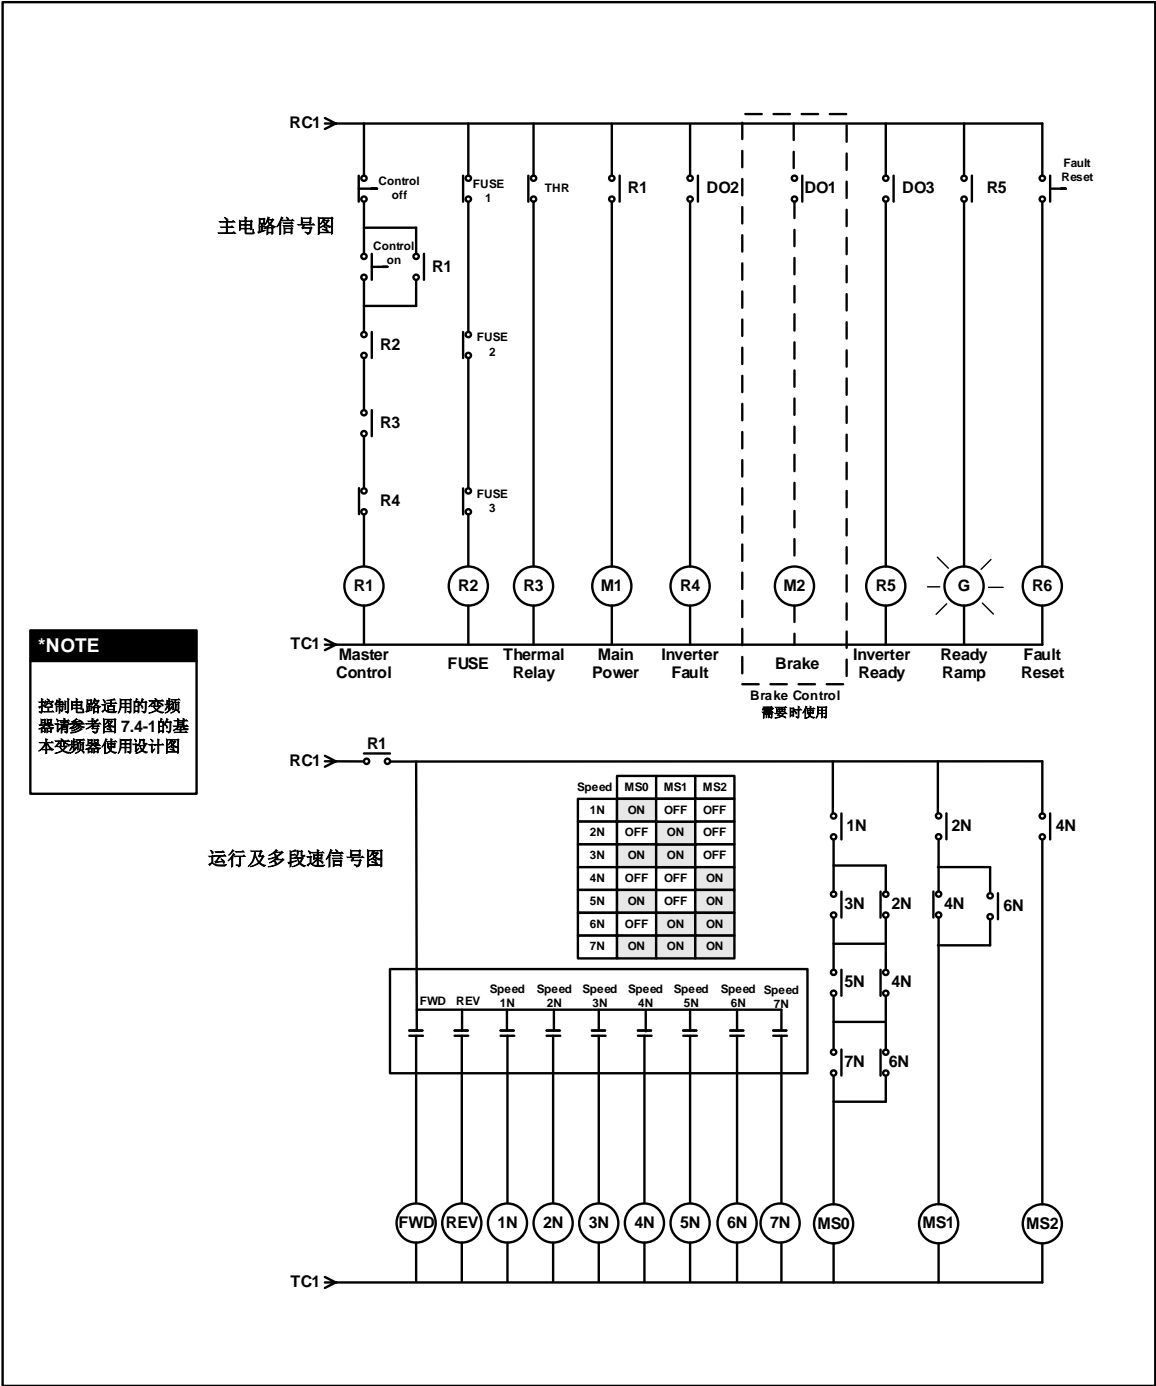 RC1
Control
off
FUSE
1
THR
R1
DO2
DO1
DO3
R5
Fault
Reset
主电路信号图
Control
on
R1
R2
FUSE
2
R3
R4
FUSE
3
R1
R2
R3
M1
R4
M2
R5
G
R6
TC1
Master
Control
FUSE
Thermal
Relay
Main
Power
Inverter
Fault
Brake
Inverter
Ready
Ready
Ramp
Fault
Reset
Brake Control
需要时使用
*NOTE
控制电路适用的变频
器请参考图 7.4-1的基
本变频器使用设计图
RC1
R1
Speed MS0 MS1 MS2
1N ON OFF OFF
2N OFF ON OFF
3N ON ON OFF
4N OFF OFF ON
5N ON OFF ON
6N OFF ON ON
7N ON ON ON
运行及多段速信号图
1N
2N
4N
3N
2N
4N
6N
5N
4N
7N
6N
FWD
REV
Speed
1N
Speed
2N
Speed
3N
Speed
4N
Speed
5N
Speed
6N
Speed
7N
FWD
REV
1N
2N
3N
4N
5N
6N
7N
MS0
MS1
MS2
TC1